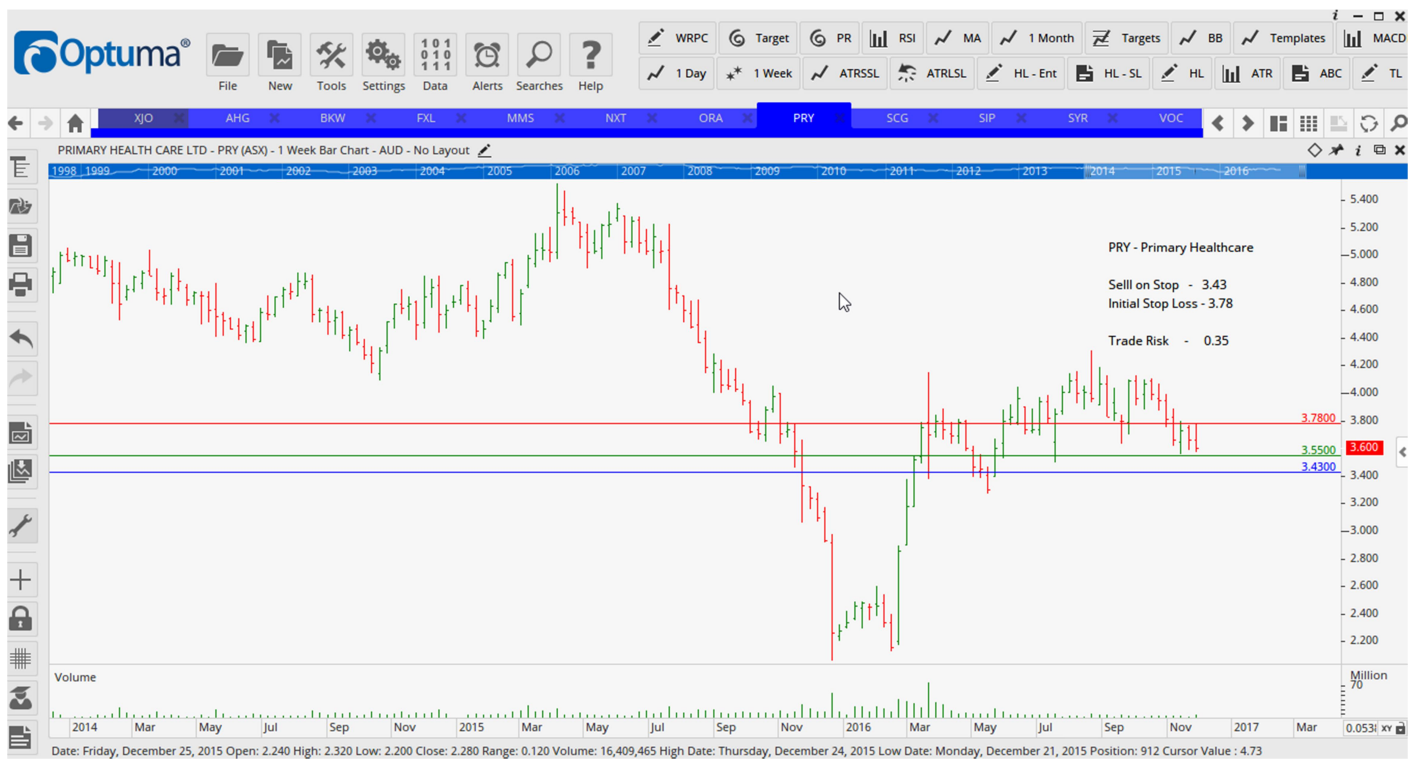 Optuma®
File
New
Tools
Settings
101
010
111
Data
Alerts
Searches
Help
WRPC
Target
PR
RSI
MA
1 Month
Targets
BB
Templates
MACD
1 Day
1 Week
ATRSSL
ATRLSL
HL - Ent
HL - SL
HL
ATR
ABC
TL
XJO
AHG
BKW
FXL
MMS
NXT
ORA
PRY
SCG
SIP
SYR
VOC
PRIMARY HEALTH CARE LTD - PRY (ASX) - 1 Week Bar Chart - AUD - No Layout
1998 1999 2000 2001 2002 2003 2004 2005 2006 2007 2008 2009 2010 2011 2012 2013 2014 2015 2016
PRY - Primary Healthcare
Selll on Stop - 3.43
Initial Stop Loss - 3.78
Trade Risk - 0.35
5.400
5.200
5.000
4.800
4.600
4.400
4.200
4.000
3.7800
3.800
3.5500
3.600
3.4300
3.400
3.200
3.000
2.800
2.600
2.400
2.200
Volume
Million
70
2014 Mar May Jul Sep Nov 2015 Mar May Jul Sep Nov 2016 Mar May Jul Sep Nov 2017 Mar
XY
Date: Friday, December 25, 2015 Open: 2.240 High: 2.320 Low: 2.200 Close: 2.280 Range: 0.120 Volume: 16,409,465 High Date: Thursday, December 24, 2015 Low Date: Monday, December 21, 2015 Position: 912 Cursor Value : 4.73